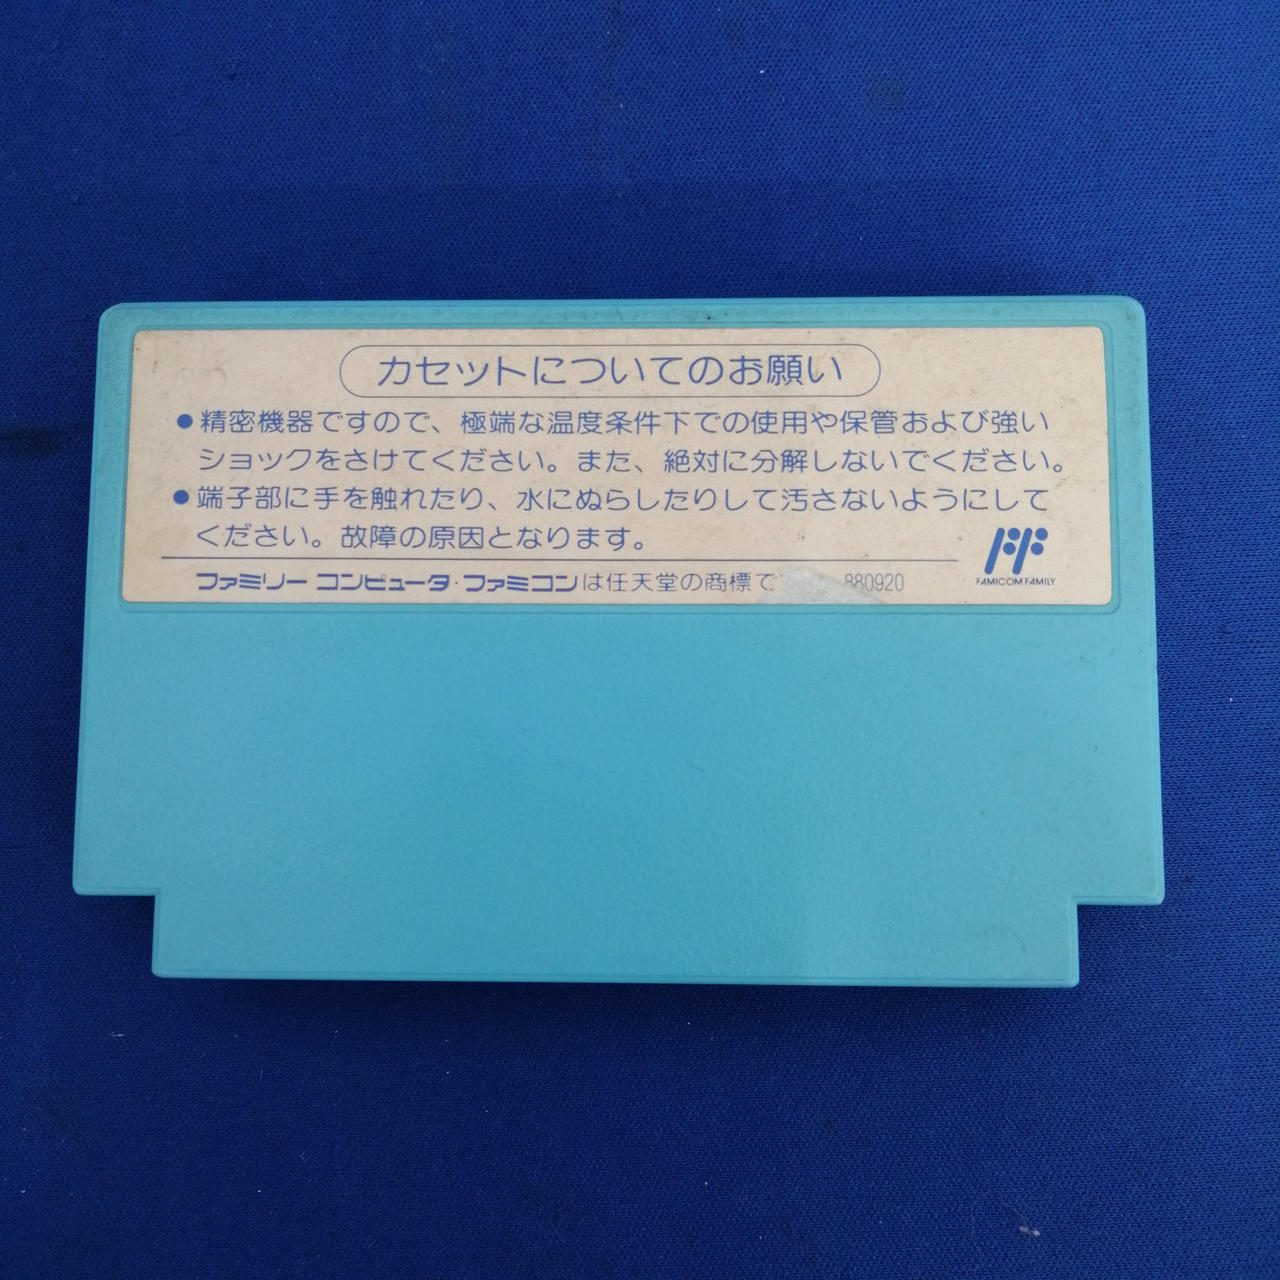 カセットについてのお願い
●精密機器ですので、極端な温度条件下での使用や保管および強い
ショックをさけてください。また、絶対に分解しないでください。
●端子部に手を触れたり、水にぬらしたりして汚さないようにして
ください。故障の原因となります。
ファミリー コンピュータ・ファミコンは任天堂の商標で 880920
FAMICOM FAMILY